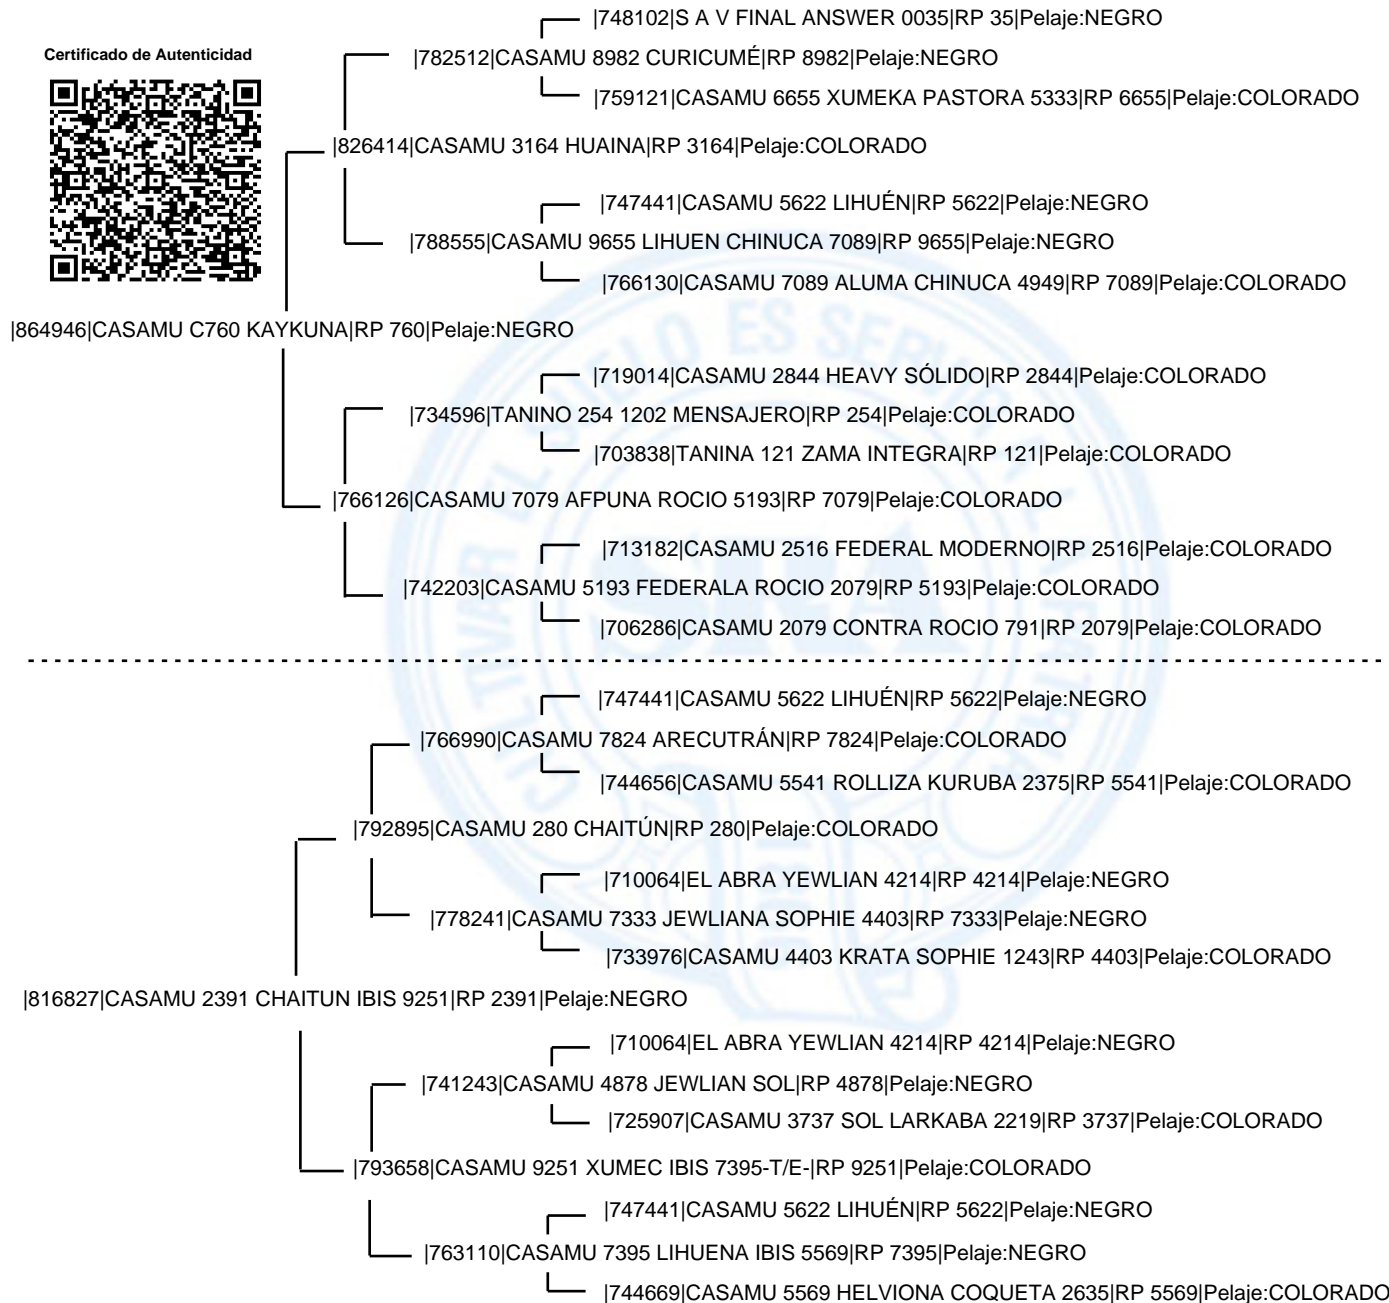 |748102|S A V FINAL ANSWER 0035|RP 35|Pelaje:NEGRO
Certificado de Autenticidad
|782512|CASAMU 8982 CURICUMÉ|RP 8982|Pelaje:NEGRO
|759121|CASAMU 6655 XUMEKA PASTORA 5333|RP 6655|Pelaje:COLORADO
|826414|CASAMU 3164 HUAINA|RP 3164|Pelaje:COLORADO
|747441|CASAMU 5622 LIHUÉN|RP 5622|Pelaje:NEGRO
|788555|CASAMU 9655 LIHUEN CHINUCA 7089|RP 9655|Pelaje:NEGRO
|766130|CASAMU 7089 ALUMA CHINUCA 4949|RP 7089|Pelaje:COLORADO
|864946|CASAMU C760 KAYKUNA|RP 760|Pelaje:NEGRO
|719014|CASAMU 2844 HEAVY SÓLIDO|RP 2844|Pelaje:COLORADO
|734596|TANINO 254 1202 MENSAJERO|RP 254|Pelaje:COLORADO
|703838|TANINA 121 ZAMA INTEGRA|RP 121|Pelaje:COLORADO
|766126|CASAMU 7079 AFPUNA ROCIO 5193|RP 7079|Pelaje:COLORADO
|713182|CASAMU 2516 FEDERAL MODERNO|RP 2516|Pelaje:COLORADO
|742203|CASAMU 5193 FEDERALA ROCIO 2079|RP 5193|Pelaje:COLORADO
|706286|CASAMU 2079 CONTRA ROCIO 791|RP 2079|Pelaje:COLORADO
|747441|CASAMU 5622 LIHUÉN|RP 5622|Pelaje:NEGRO
|766990|CASAMU 7824 ARECUTRÁN|RP 7824|Pelaje:COLORADO
|744656|CASAMU 5541 ROLLIZA KURUBA 2375|RP 5541|Pelaje:COLORADO
|792895|CASAMU 280 CHAITÚN|RP 280|Pelaje:COLORADO
|710064|EL ABRA YEWLIAN 4214|RP 4214|Pelaje:NEGRO
|778241|CASAMU 7333 JEWLIANA SOPHIE 4403|RP 7333|Pelaje:NEGRO
|733976|CASAMU 4403 KRATA SOPHIE 1243|RP 4403|Pelaje:COLORADO
|816827|CASAMU 2391 CHAITUN IBIS 9251|RP 2391|Pelaje:NEGRO
|710064|EL ABRA YEWLIAN 4214|RP 4214|Pelaje:NEGRO
|741243|CASAMU 4878 JEWLIAN SOL|RP 4878|Pelaje:NEGRO
|725907|CASAMU 3737 SOL LARKABA 2219|RP 3737|Pelaje:COLORADO
|793658|CASAMU 9251 XUMEC IBIS 7395-T/E-|RP 9251|Pelaje:COLORADO
|747441|CASAMU 5622 LIHUÉN|RP 5622|Pelaje:NEGRO
|763110|CASAMU 7395 LIHUENA IBIS 5569|RP 7395|Pelaje:NEGRO
|744669|CASAMU 5569 HELVIONA COQUETA 2635|RP 5569|Pelaje:COLORADO
CULTIVAR EL SUELO ES SERVIR A LA PATRIA
SRA
1866